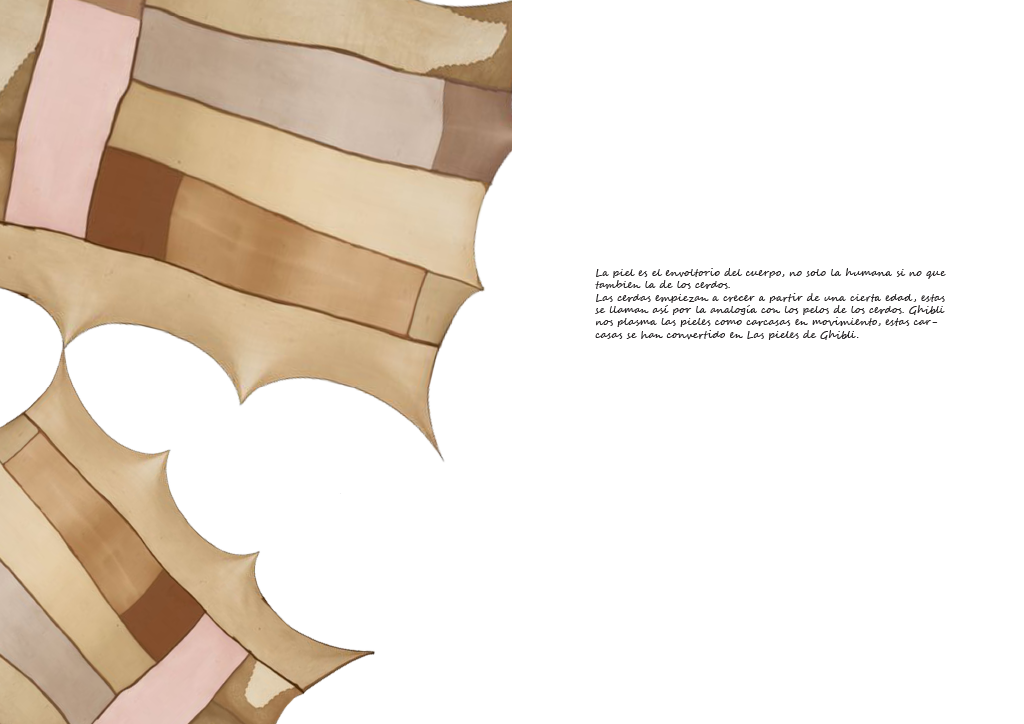 La piel es el envoltorio del cuerpo, no solo la humana si no que
tambien la de los cerdos.
Las cerdas empiezan a crecer a partir de una cierta edad, estas
se llaman así por la analogía con los pelos de los cerdos. Ghibli
nos plasma las pieles como carcasas en movimiento, estas car-
casas se han convertido en Las pieles de Ghibli.